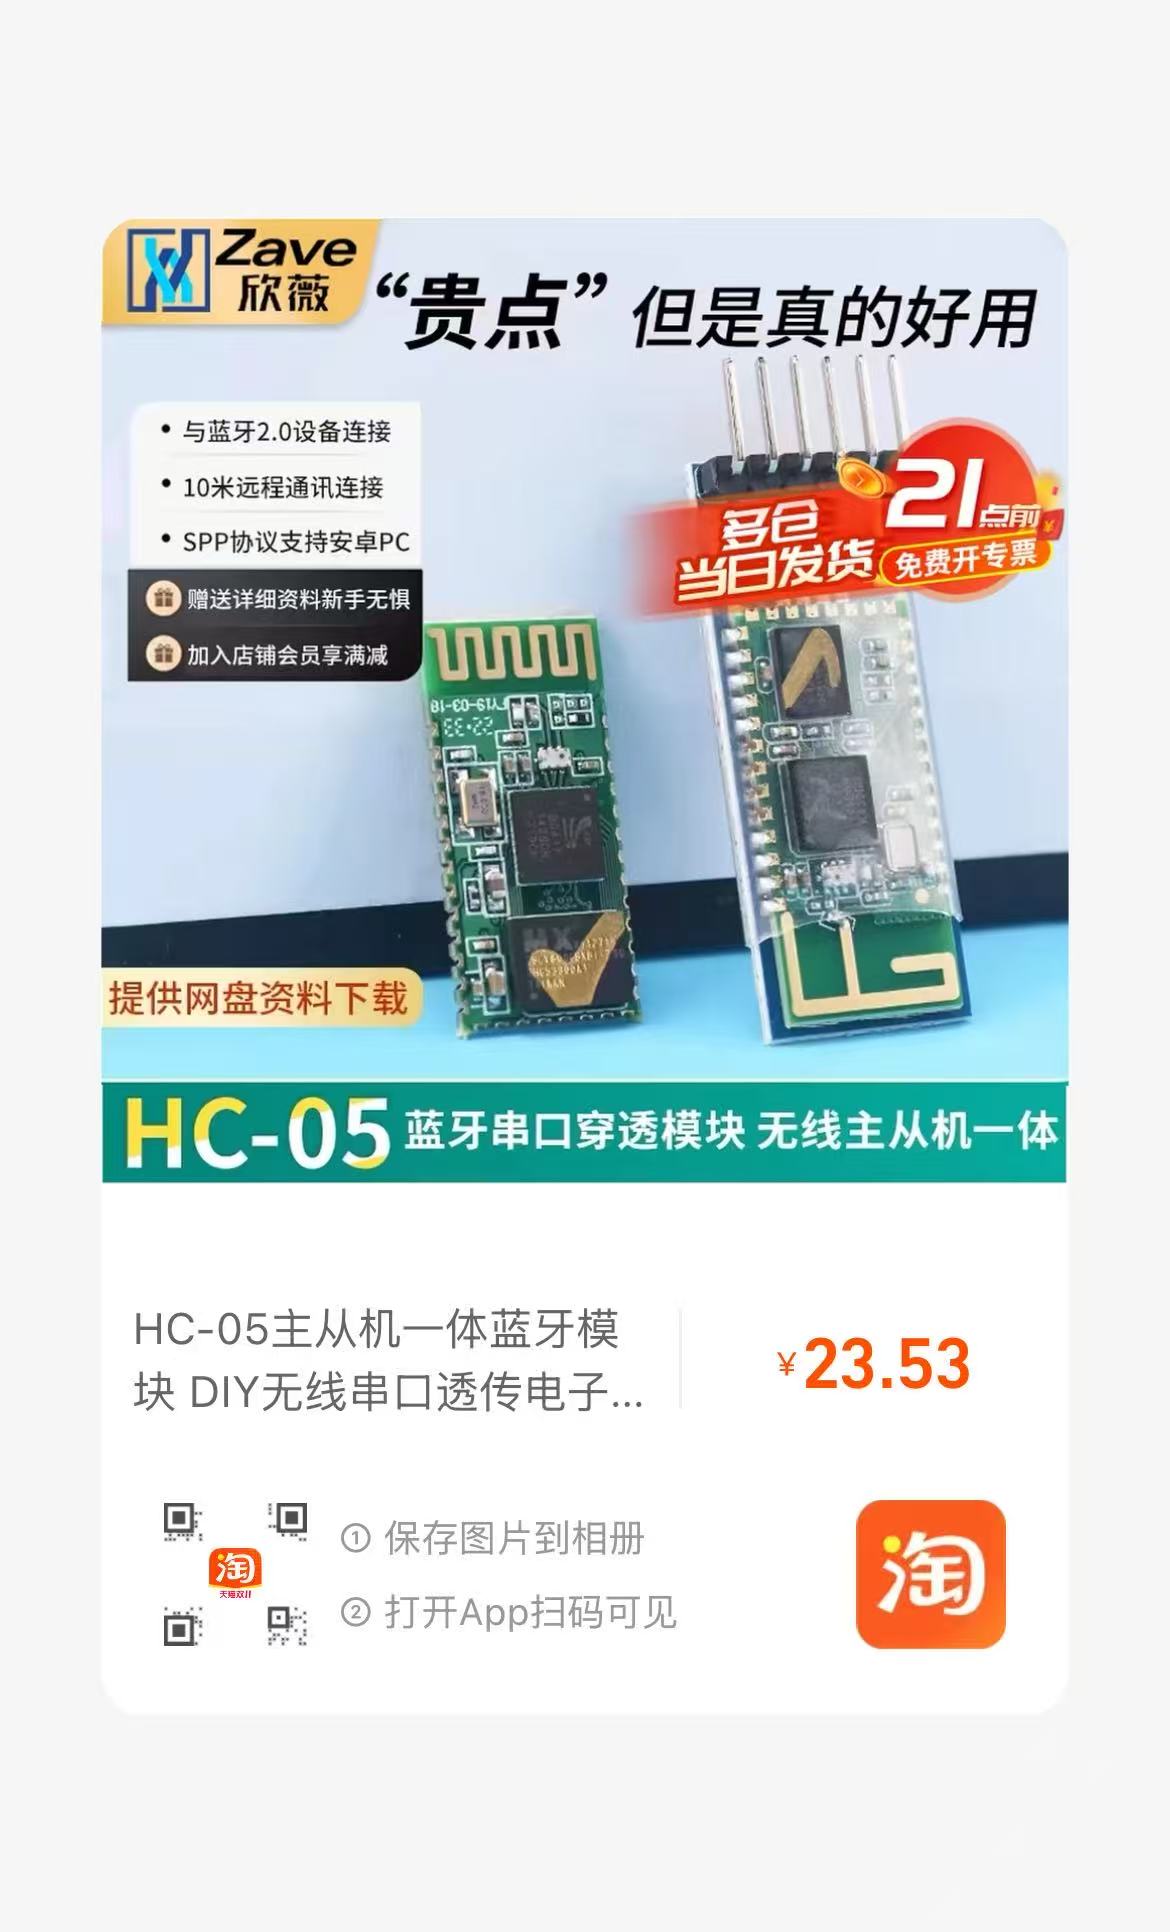 Zave
欣薇
“贵点”但是真的好用
• 与蓝牙2.0设备连接
• 10米远程通讯连接
• SPP协议支持安卓PC
赠送详细资料新手无惧
加入店铺会员享满减
多仓
当日发货
21点前
免费开专票
提供网盘资料下载
HC-05 蓝牙串口穿透模块 无线主从机一体
HC-05主从机一体蓝牙模
块 DIY无线串口透传电子...
¥23.53
淘
天猫双11
① 保存图片到相册
② 打开App扫码可见
淘